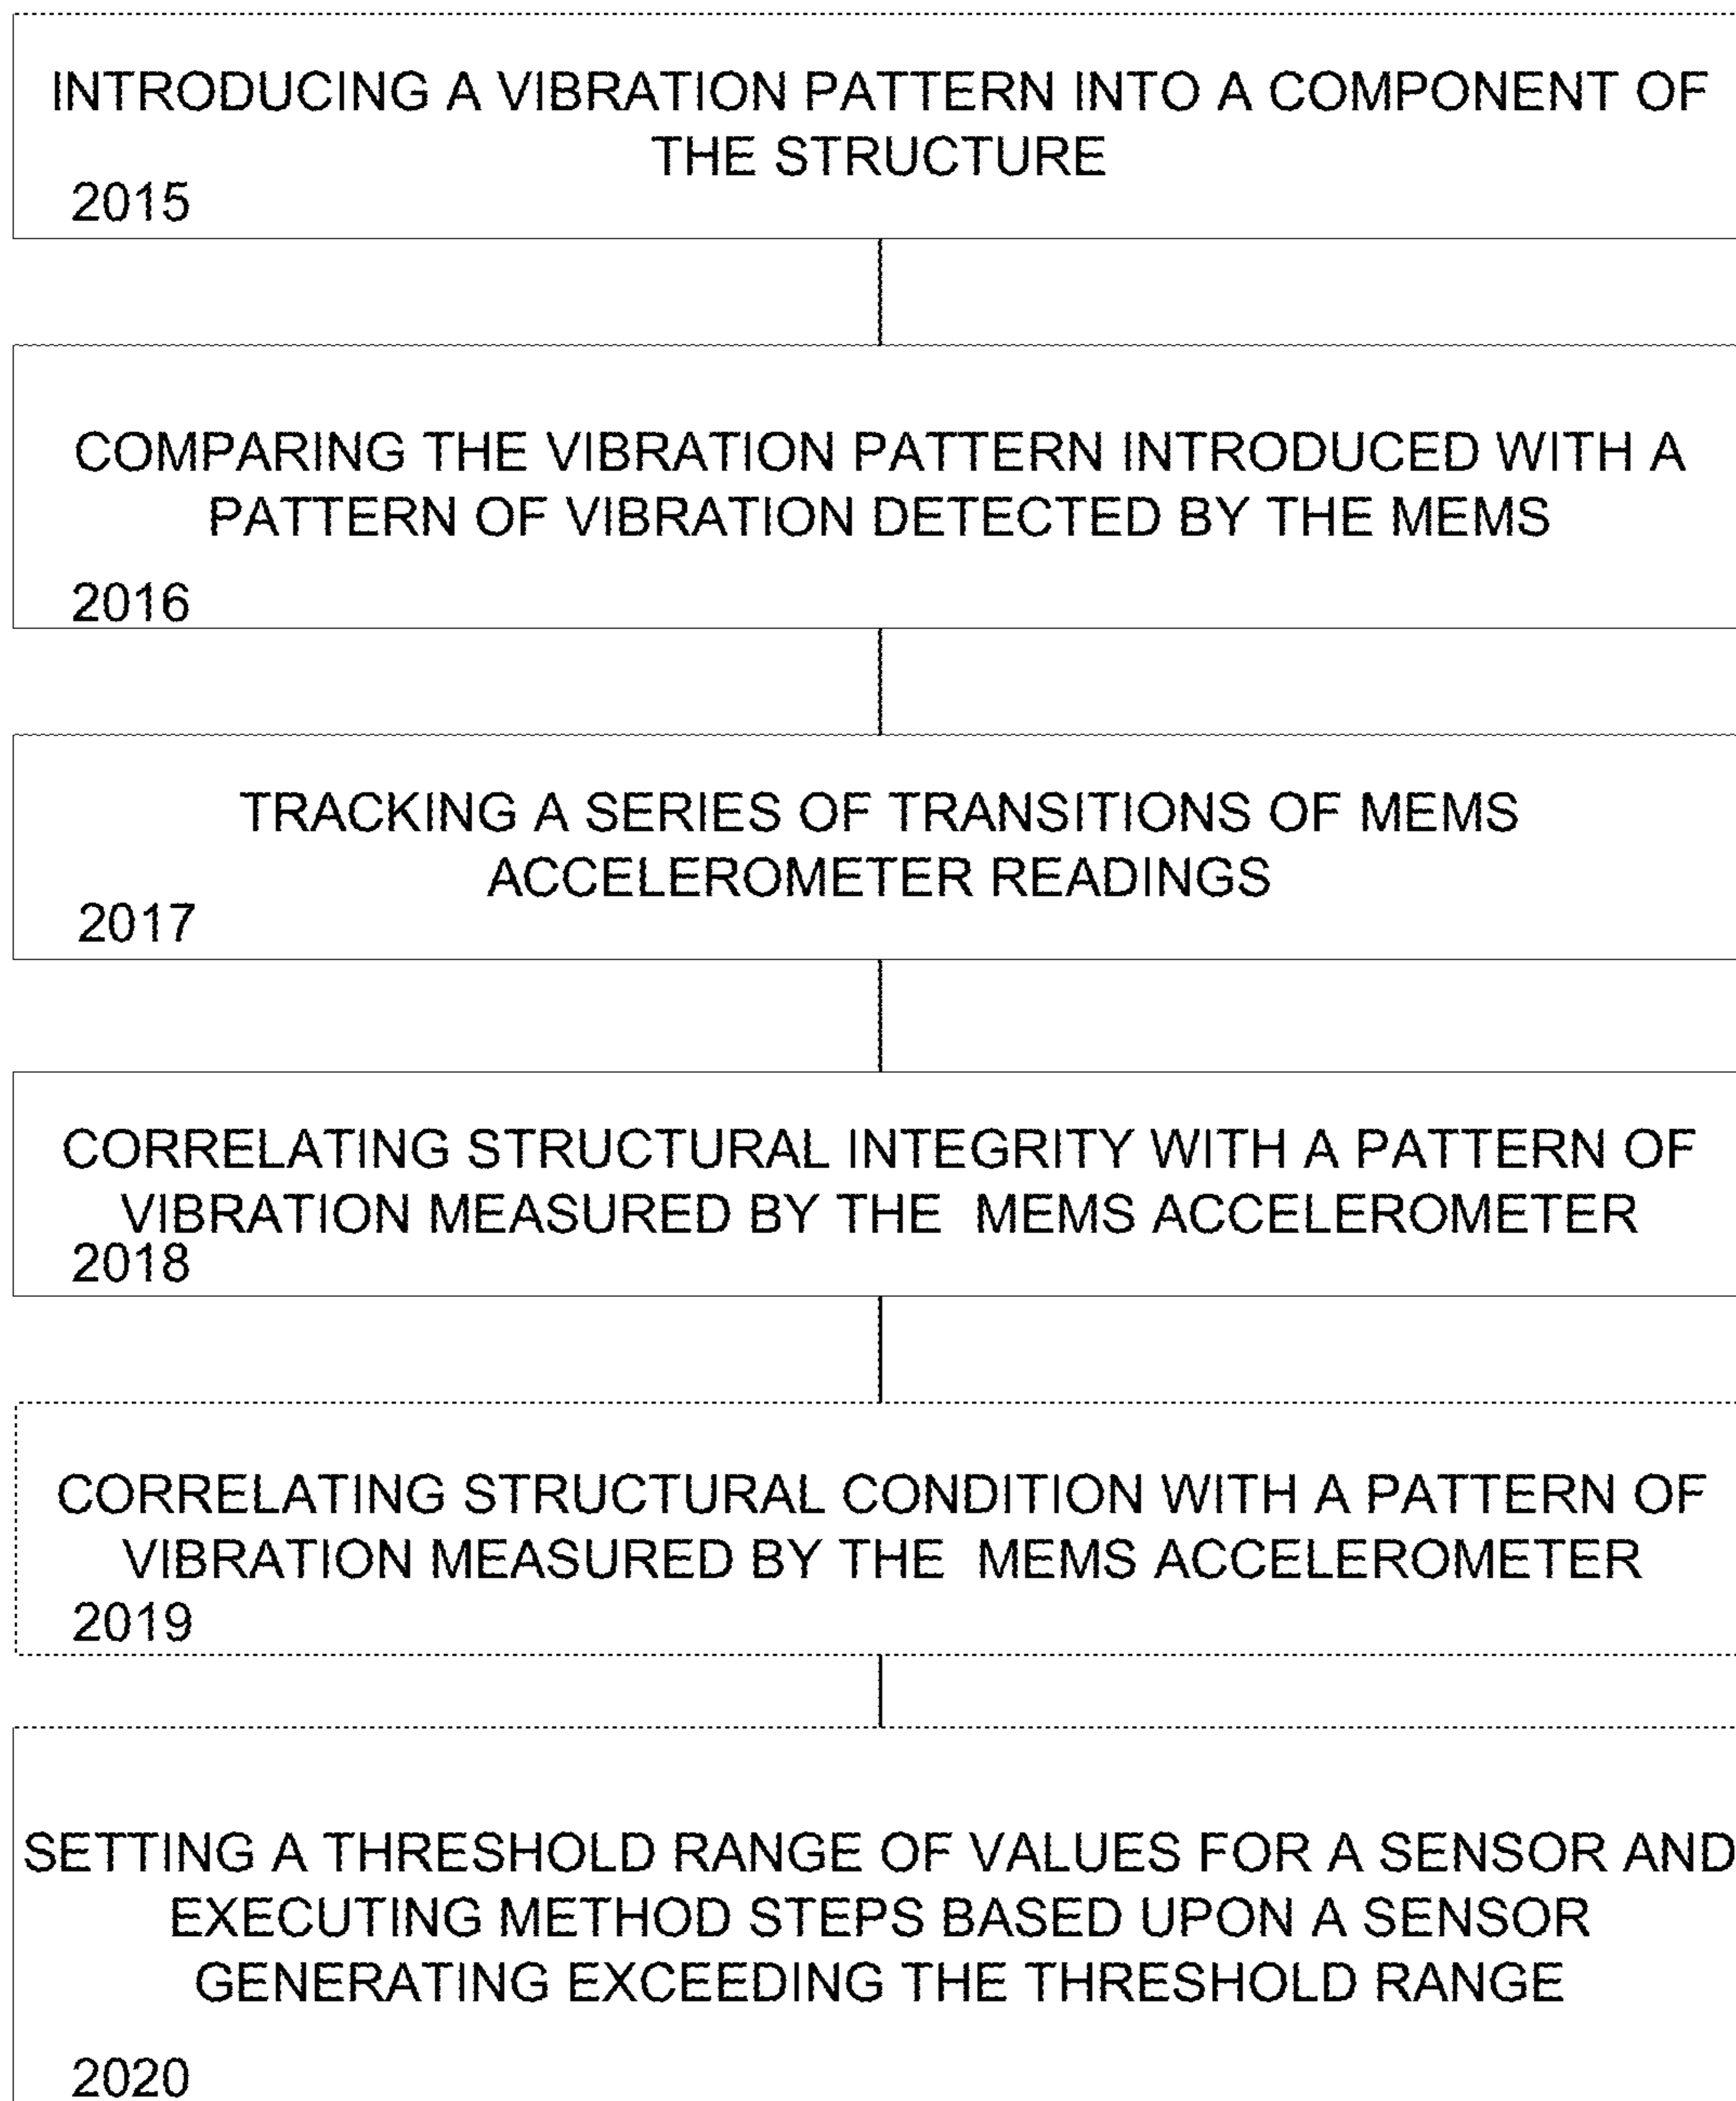 INTRODUCING A VIBRATION PATTERN INTO A COMPONENT OF
THE STRUCTURE
2015
COMPARING THE VIBRATION PATTERN INTRODUCED WITH A
PATTERN OF VIBRATION DETECTED BY THE MEMS
2016
TRACKING A SERIES OF TRANSITIONS OF MEMS
ACCELEROMETER READINGS
2017
CORRELATING STRUCTURAL INTEGRITY WITH A PATTERN OF
VIBRATION MEASURED BY THE MEMS ACCELEROMETER
2018
CORRELATING STRUCTURAL CONDITION WITH A PATTERN OF
VIBRATION MEASURED BY THE MEMS ACCELEROMETER
2019
SETTING A THRESHOLD RANGE OF VALUES FOR A SENSOR AND
EXECUTING METHOD STEPS BASED UPON A SENSOR
GENERATING EXCEEDING THE THRESHOLD RANGE
2020